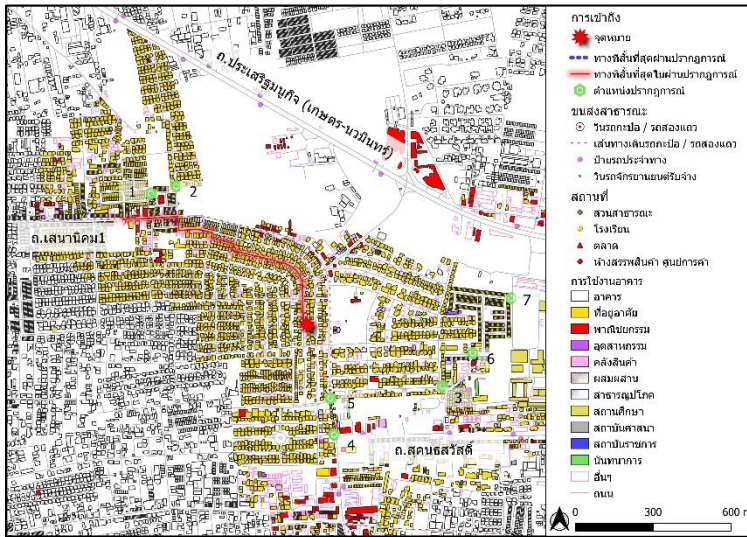 ถ.ประเสริฐมนูกิจ (เกษตร-นวมินทร์)
2
ถ.เสนานิคม1
7
6
5
3
4
ถ.สุคนธสวัสดิ์
การเข้าถึง
จุดหมาย
ทางที่สั้นที่สุดผ่านปรากฏการณ์
ทางที่สั้นที่สุดไม่ผ่านปรากฏการณ์
ตำแหน่งปรากฏการณ์
ขนส่งสาธารณะ
วินรถกะป๊อ / รถสองแถว
เส้นทางเดินรถกะป๊อ / รถสองแถว
ป้ายรถประจำทาง
วินรถจักรยานยนต์รับจ้าง
สถานที่
สวนสาธารณะ
โรงเรียน
ตลาด
ห้างสรรพสินค้า ศูนย์การค้า
การใช้งานอาคาร
อาคาร
ที่อยู่อาศัย
พาณิชยกรรม
อุตสาหกรรม
คลังสินค้า
ผสมผสาน
สาธารณูปโภค
สถานศึกษา
สถาบันศาสนา
สถาบันราชการ
นันทนาการ
อื่นๆ
ถนน
0 300 600 m